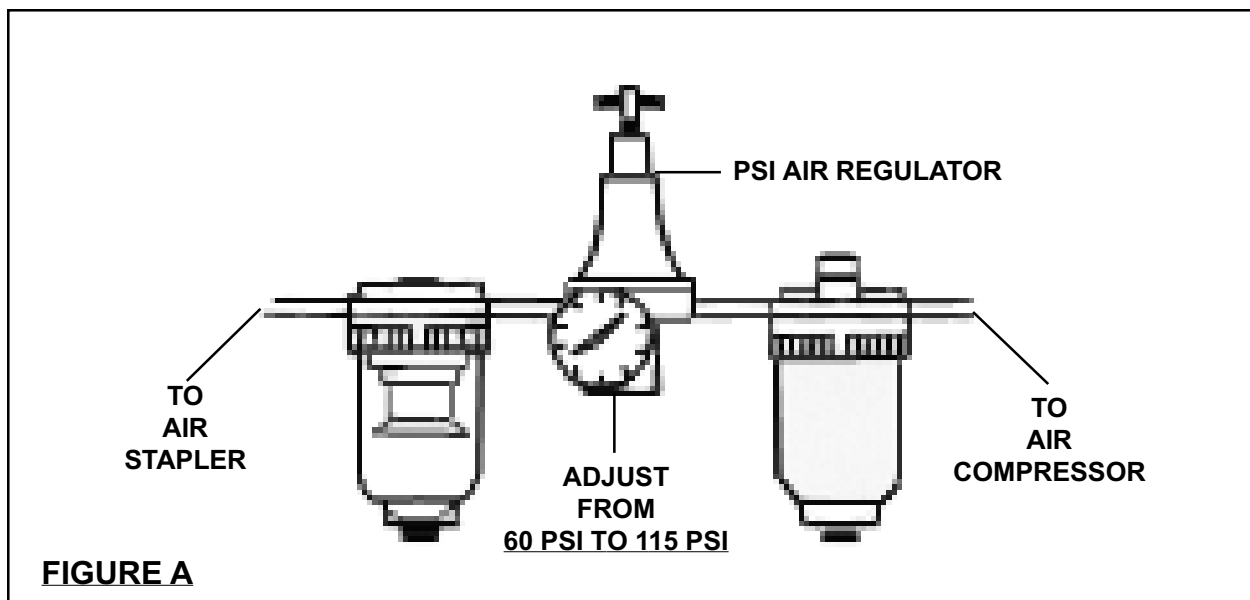 PSI AIR REGULATOR
TO
AIR
STAPLER
TO
AIR
COMPRESSOR
ADJUST
FROM
60 PSI TO 115 PSI
FIGURE A